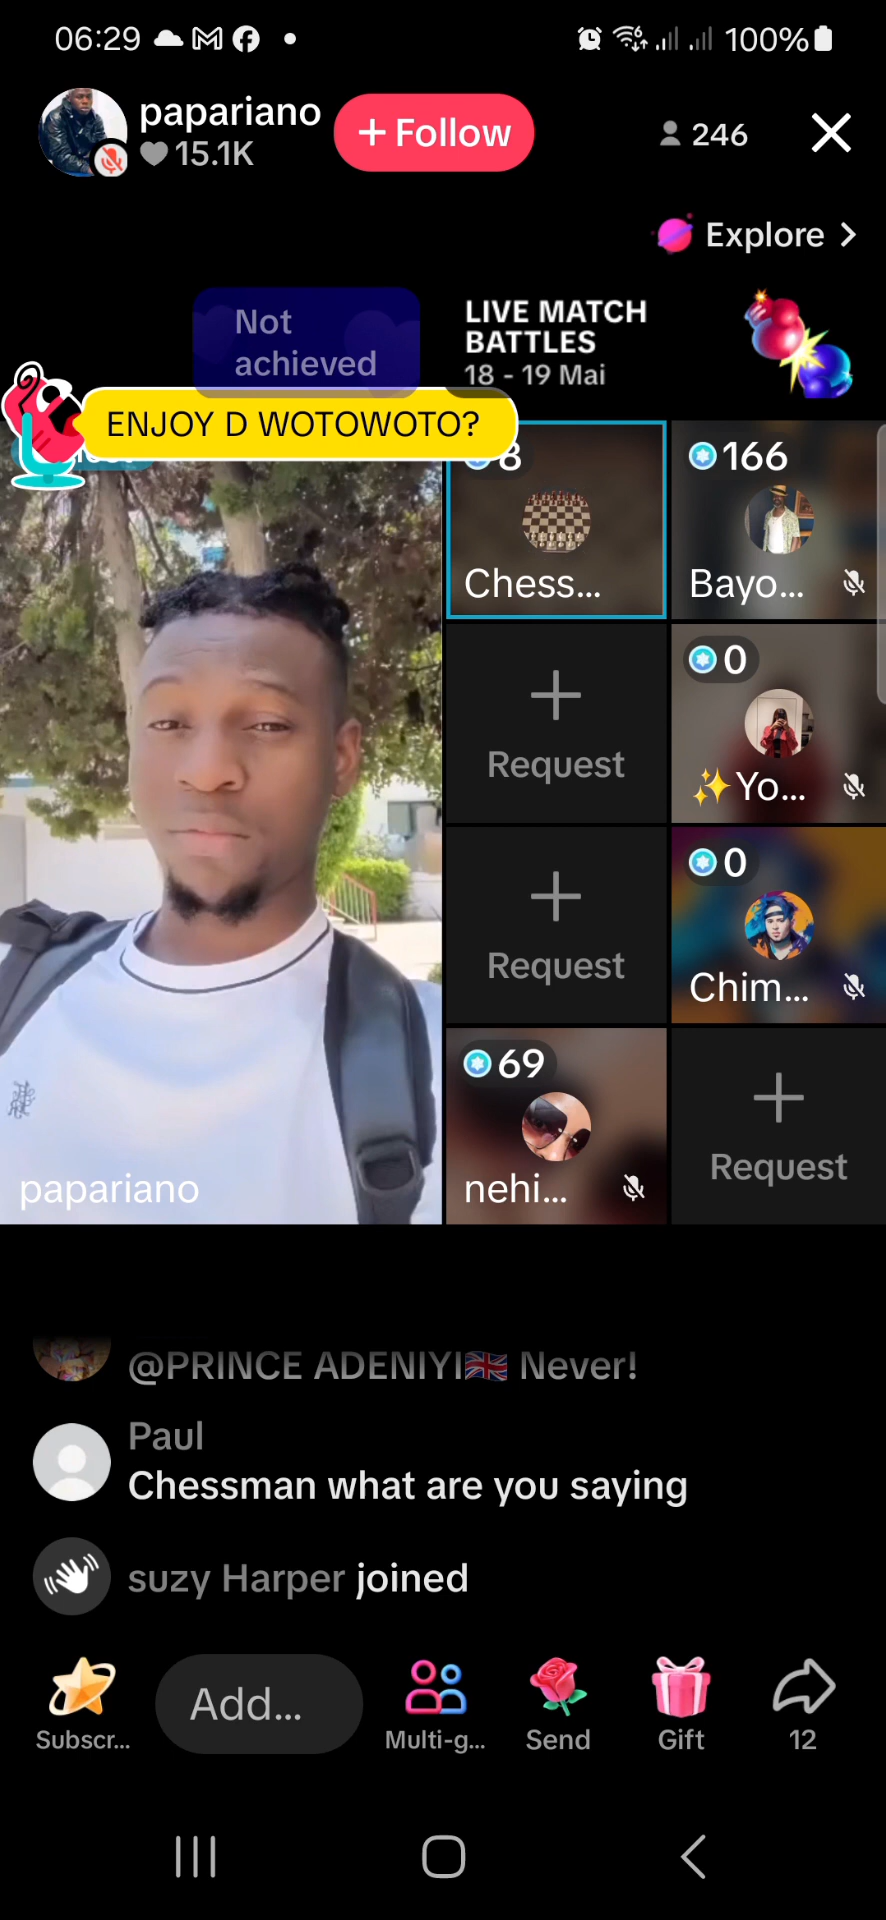 06:29
100%
papariano
15.1K
+ Follow
246
Explore
Not
achieved
LIVE MATCH
BATTLES
18 - 19 Mai
ENJOY D WOTOWOTO?
8
Chess...
166
Bayo...
Request
0
✨Yo...
Request
0
Chim...
69
nehi...
Request
papariano
@PRINCE ADENIYI🇬🇧 Never!
Paul
Chessman what are you saying
suzy Harper joined
Subscr...
Add...
Multi-g...
Send
Gift
12